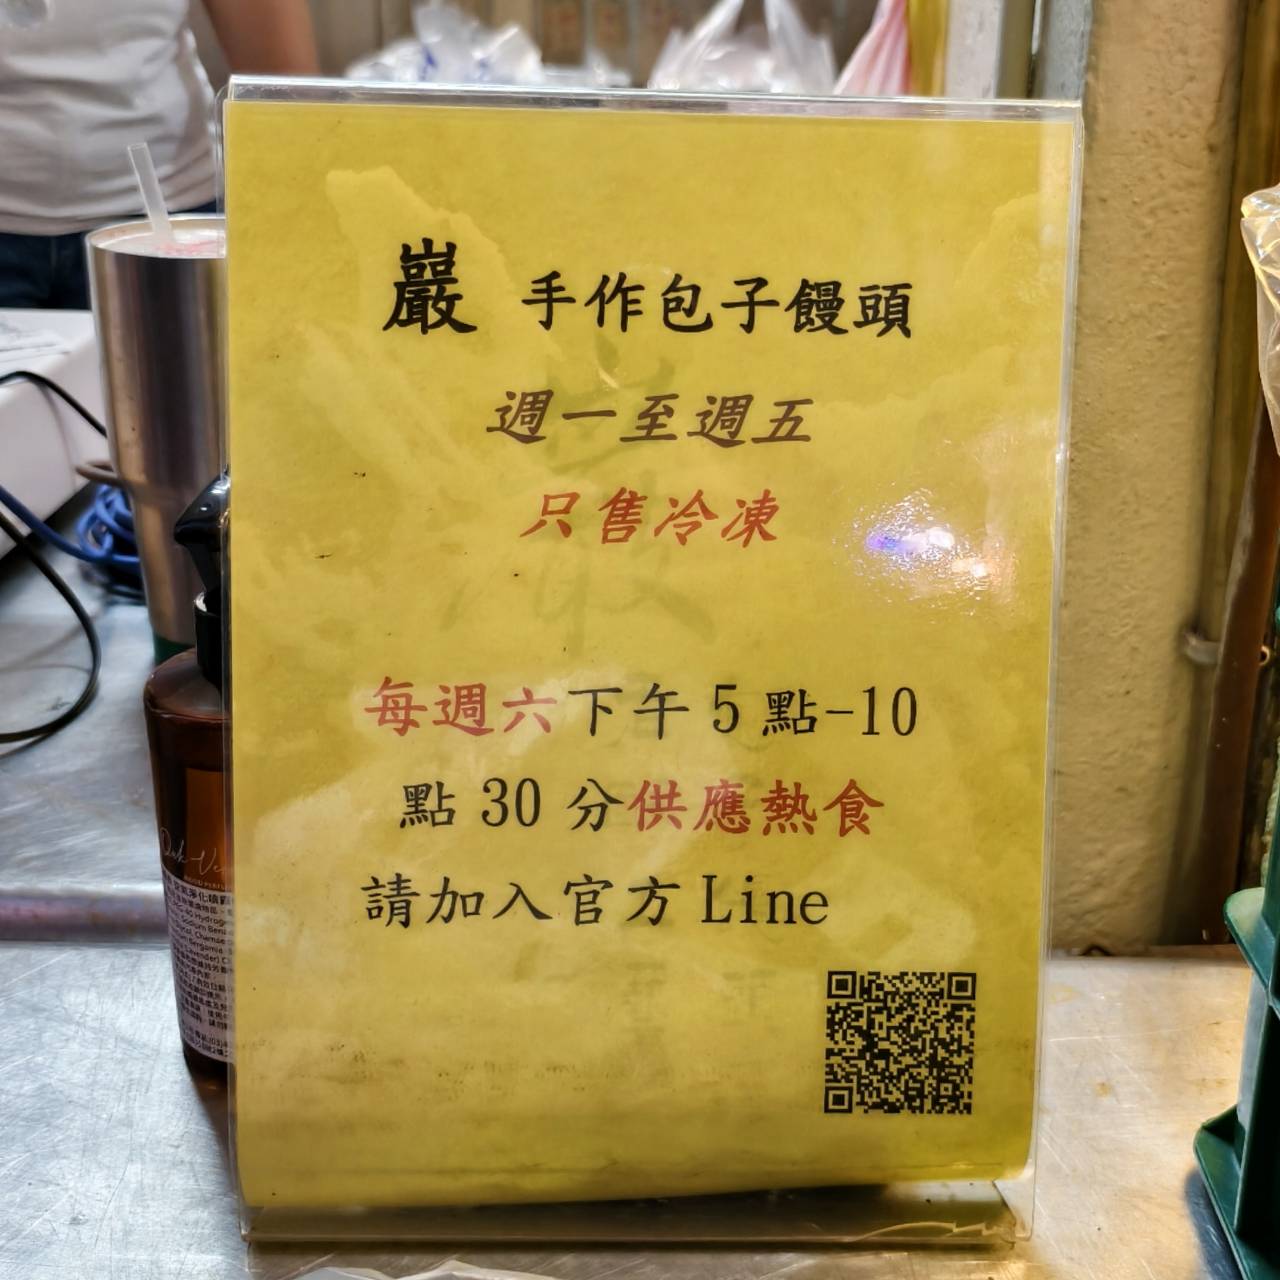 巖 手作包子饅頭
週一至週五
只售冷凍
每週六下午5點-10
點30分供應熱食
請加入官方Line